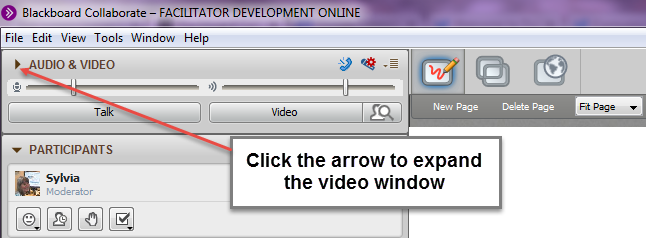 Blackboard Collaborate – FACILITATOR DEVELOPMENT ONLINE
File Edit View Tools Window Help
AUDIO & VIDEO
Talk Video
New Page Delete Page Fit Page
PARTICIPANTS
Sylvia
Moderator
Click the arrow to expand
the video window